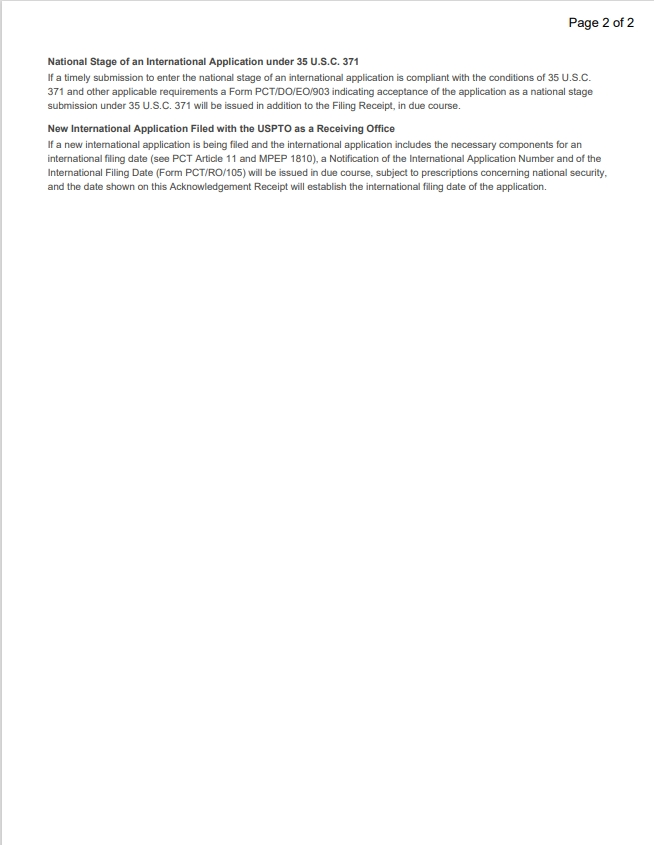 Page 2 of 2
National Stage of an International Application under 35 U.S.C. 371
If a timely submission to enter the national stage of an international application is compliant with the conditions of 35 U.S.C.
371 and other applicable requirements a Form PCT/DO/EO/903 indicating acceptance of the application as a national stage
submission under 35 U.S.C. 371 will be issued in addition to the Filing Receipt, in due course.
New International Application Filed with the USPTO as a Receiving Office
If a new international application is being filed and the international application includes the necessary components for an
international filing date (see PCT Article 11 and MPEP 1810), a Notification of the International Application Number and of the
International Filing Date (Form PCT/RO/105) will be issued in due course, subject to prescriptions concerning national security,
and the date shown on this Acknowledgement Receipt will establish the international filing date of the application.